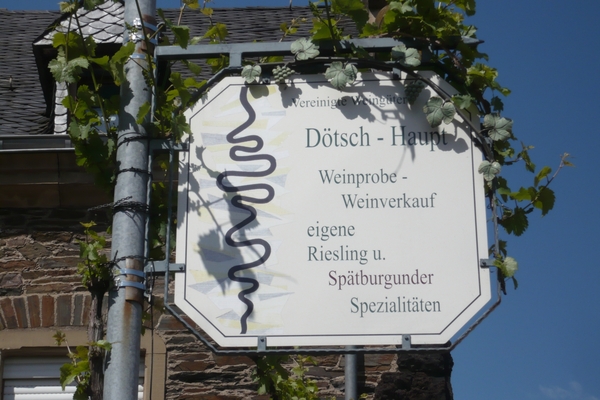 Vereinigte Weingüter
Dötsch - Haupt
Weinprobe -
Weinverkauf
eigene
Riesling u.
Spätburgunder
Spezialitäten